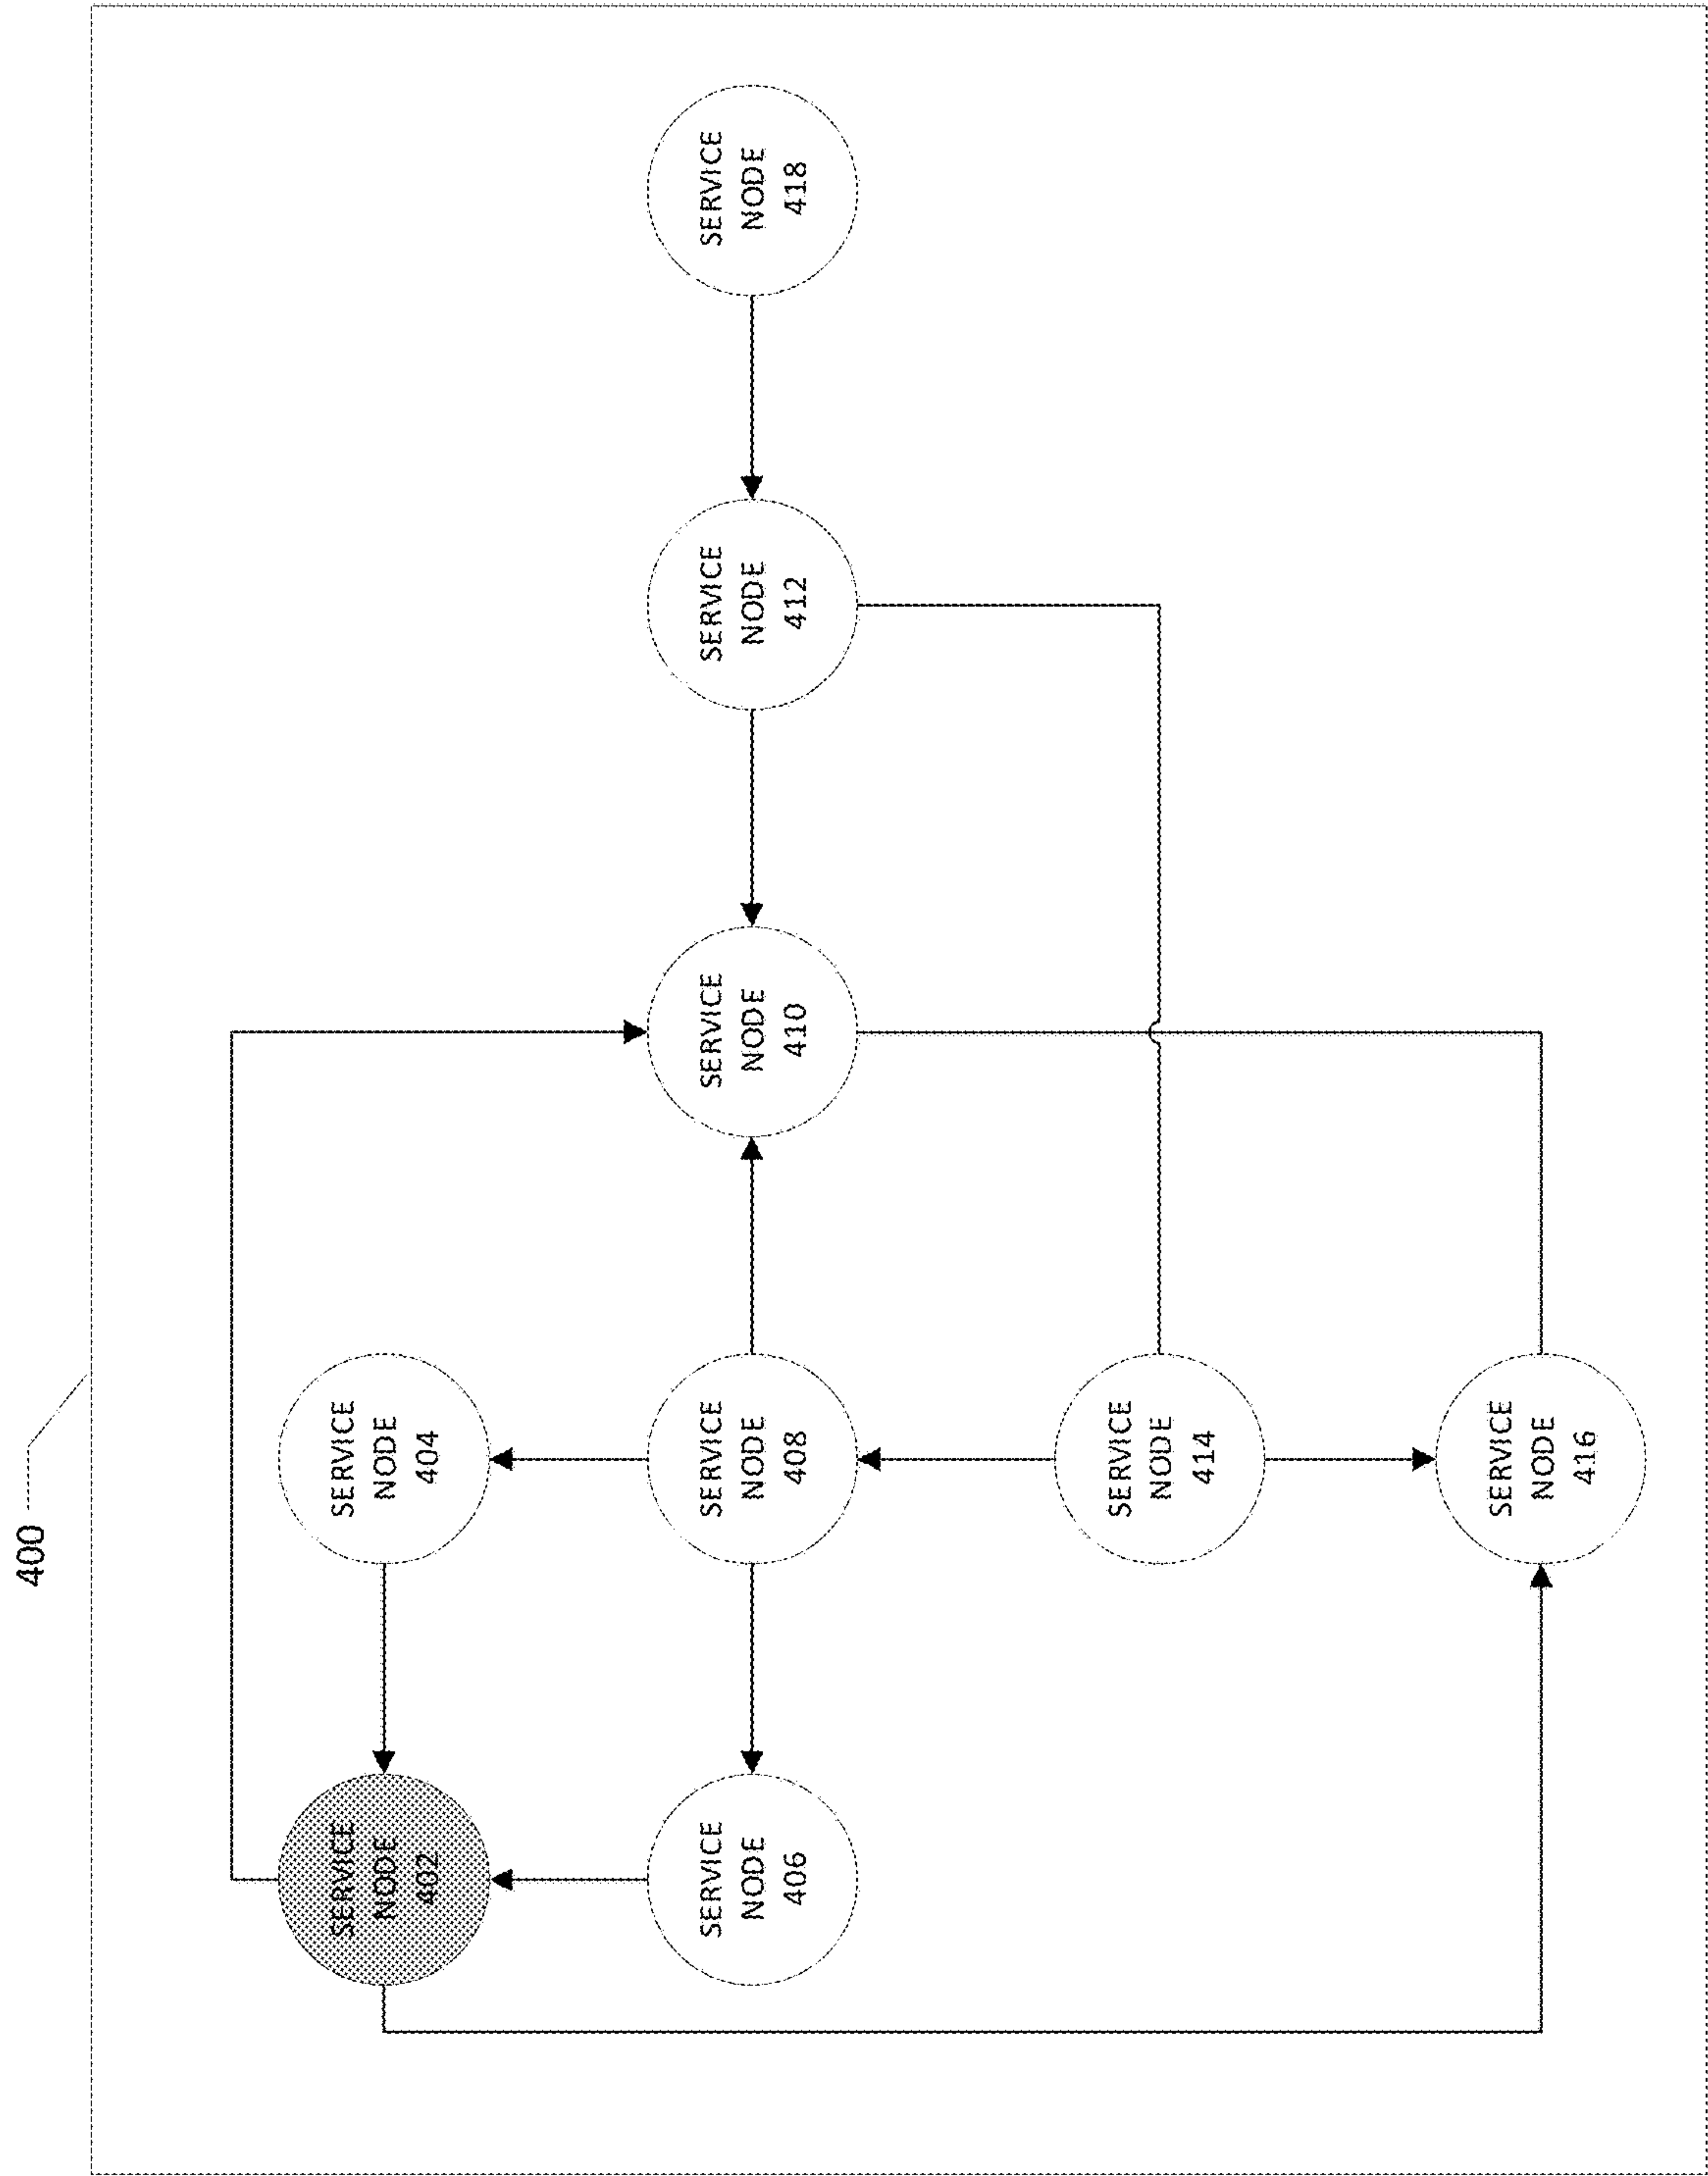 400
SERVICE
NODE
402
SERVICE
NODE
404
SERVICE
NODE
406
SERVICE
NODE
408
SERVICE
NODE
410
SERVICE
NODE
412
SERVICE
NODE
418
SERVICE
NODE
414
SERVICE
NODE
416